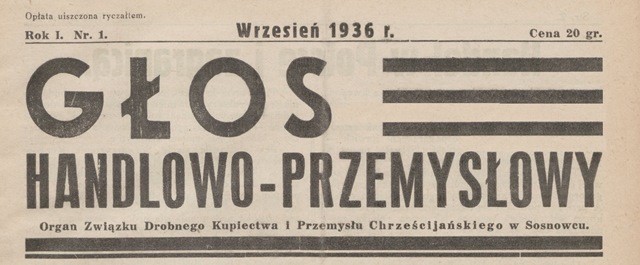 Opłata uiszczona ryczałtem.
Rok I. Nr. 1.
Wrzesień 1936 r.
Cena 20 gr.
GŁOS
HANDLOWO-PRZEMYSŁOWY
Organ Związku Drobnego Kupiectwa i Przemysłu Chrześcijańskiego w Sosnowcu.